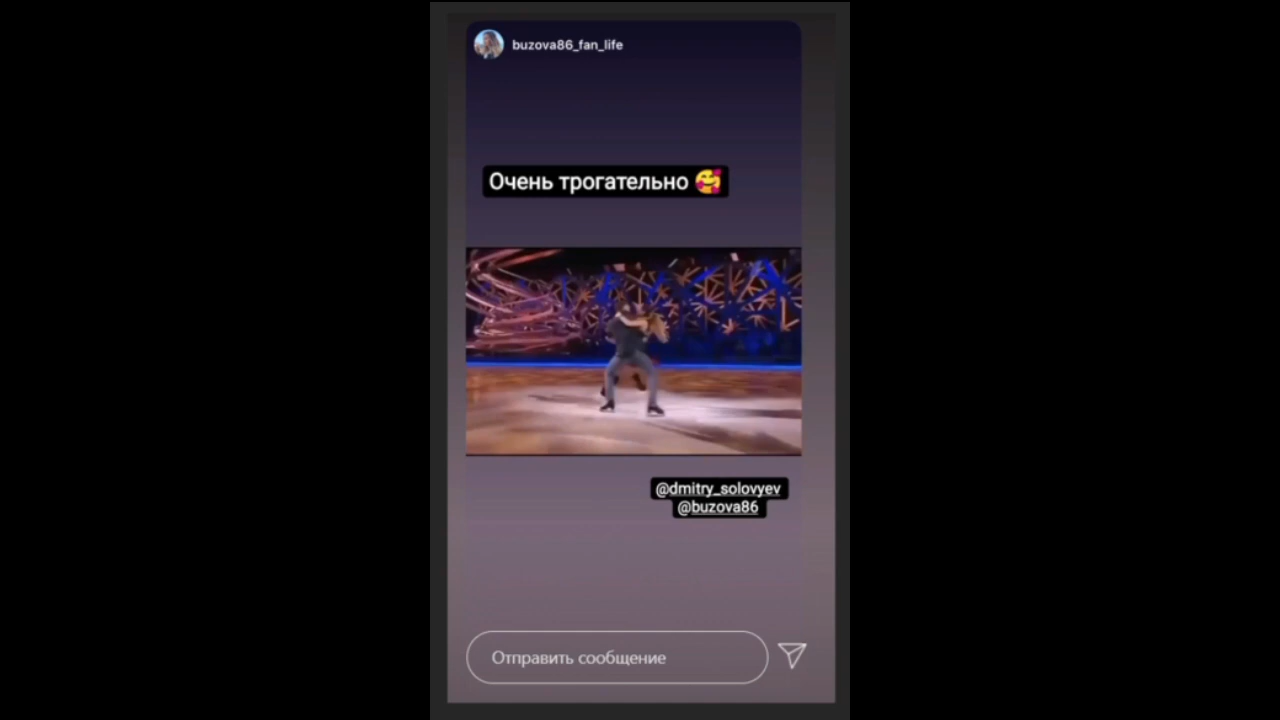 buzova86_fan_life
Очень трогательно 🥰
@dmitry_solovyev
@buzova86
Отправить сообщение